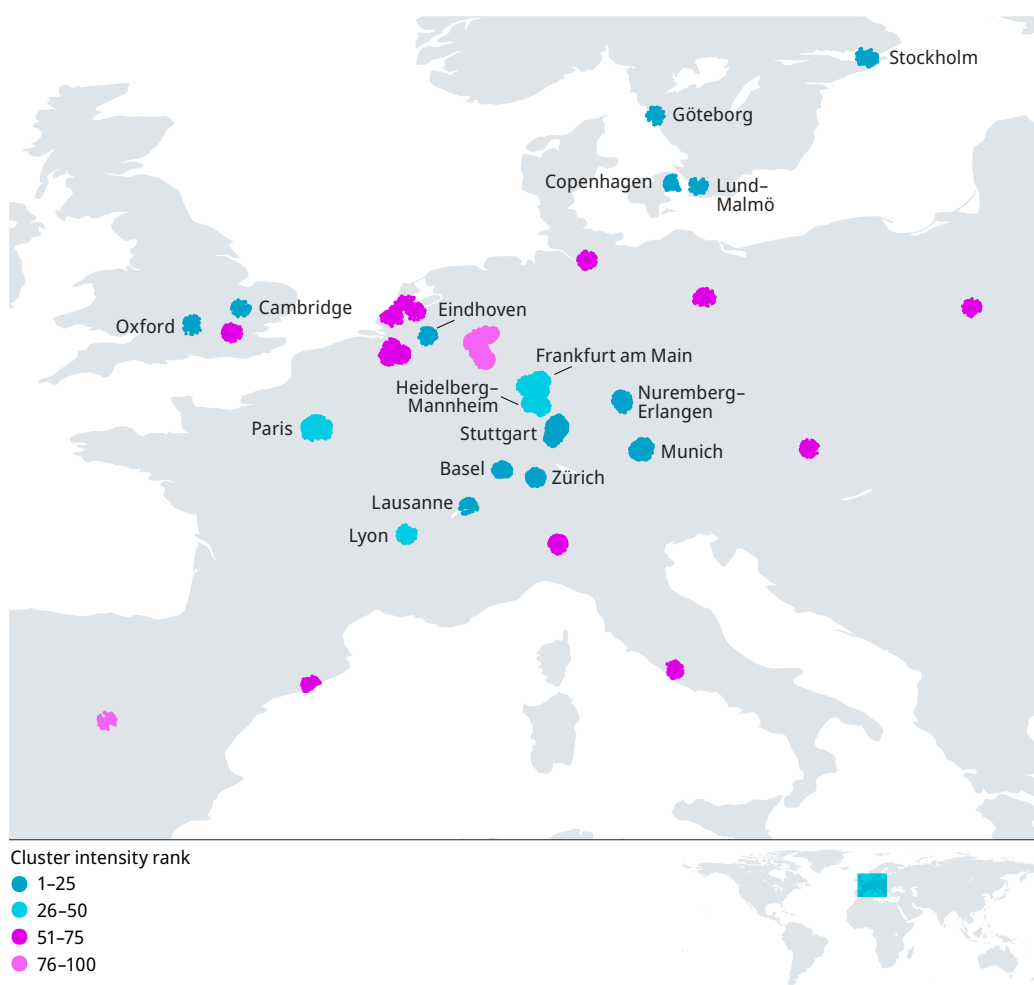 Stockholm
Göteborg
Copenhagen
Lund–
Malmö
Cambridge
Oxford
Eindhoven
Frankfurt am Main
Heidelberg–
Mannheim
Nuremberg–
Erlangen
Paris
Stuttgart
Munich
Basel
Zürich
Lausanne
Lyon
Cluster intensity rank
1–25
26–50
51–75
76–100